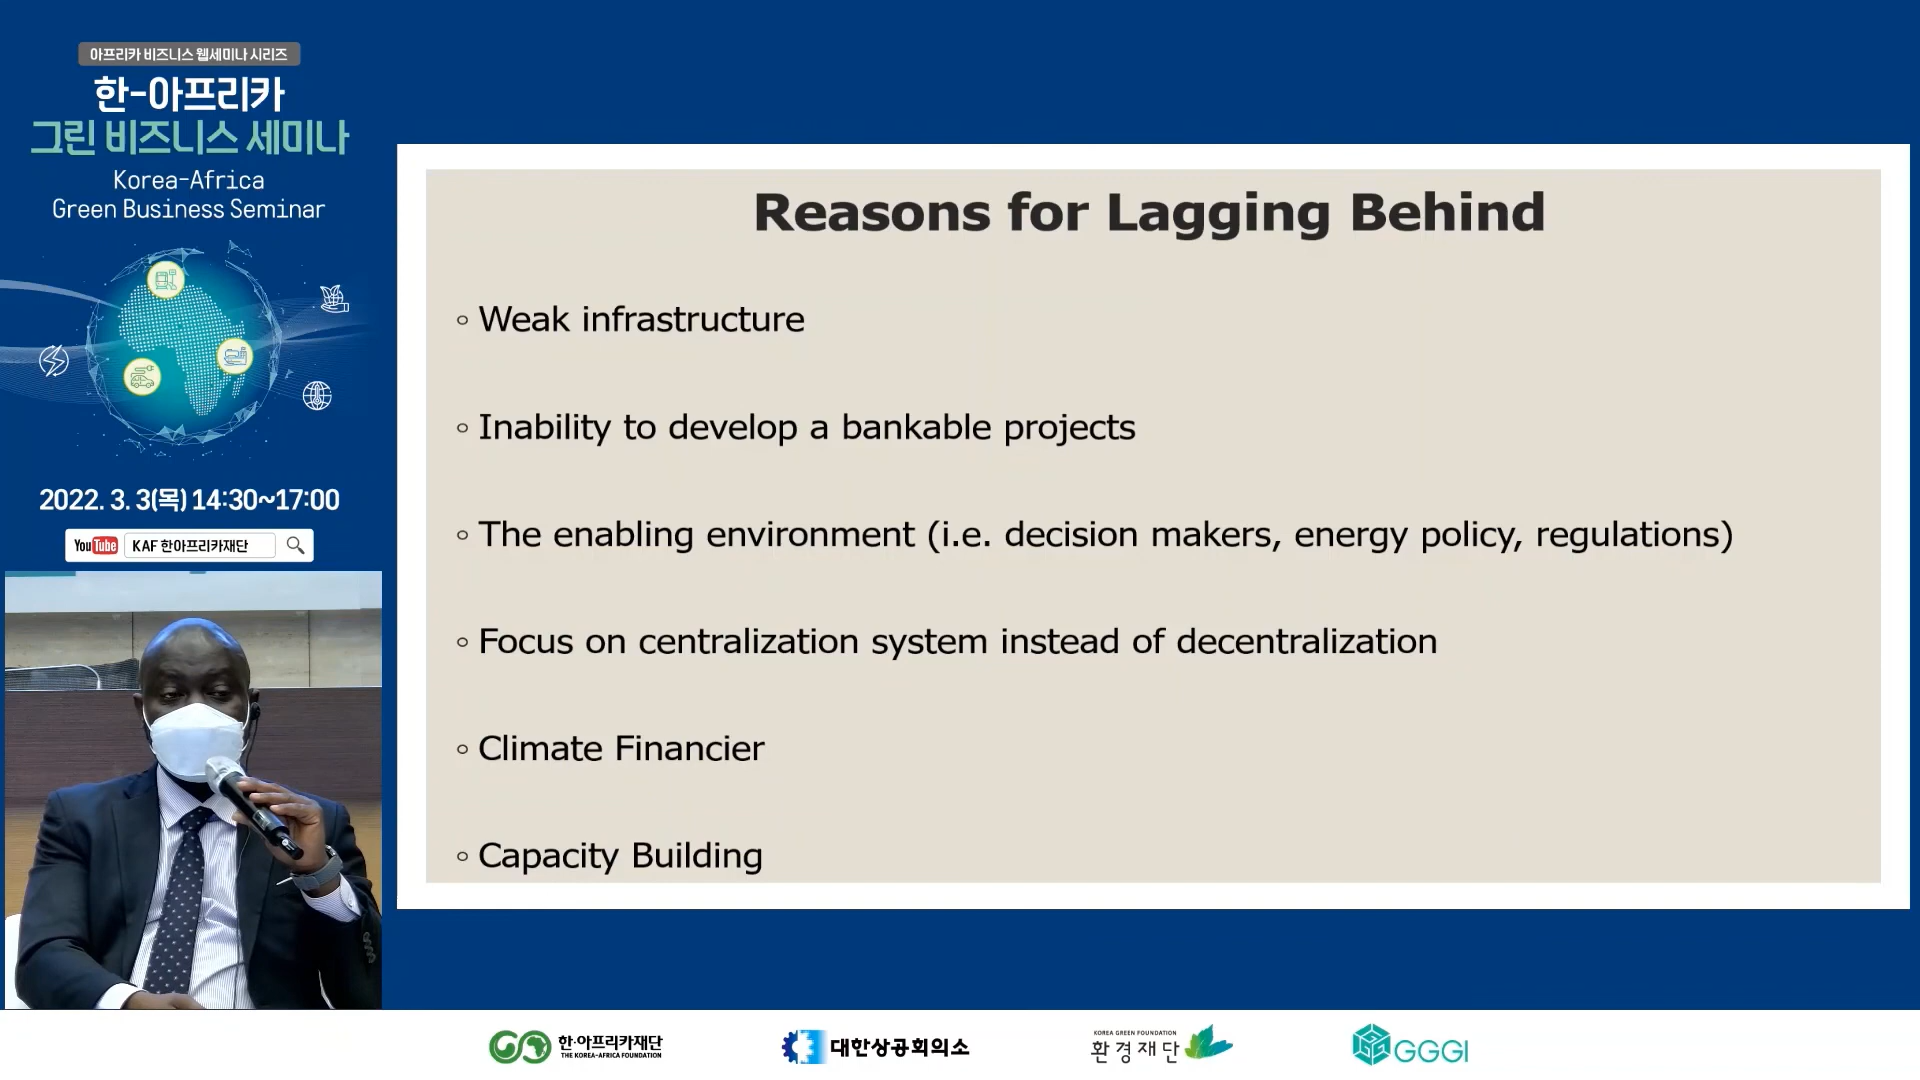 아프리카 비즈니스 웹세미나 시리즈
한-아프리카
그린 비즈니스 세미나
Korea-Africa
Green Business Seminar
2022. 3. 3(목) 14:30~17:00
YouTube KAF 한아프리카재단
Reasons for Lagging Behind
◦ Weak infrastructure
◦ Inability to develop a bankable projects
◦ The enabling environment (i.e. decision makers, energy policy, regulations)
◦ Focus on centralization system instead of decentralization
◦ Climate Financier
◦ Capacity Building
한·아프리카재단
THE KOREA-AFRICA FOUNDATION
대한상공회의소
KOREA GREEN FOUNDATION
환경재단
GGGI